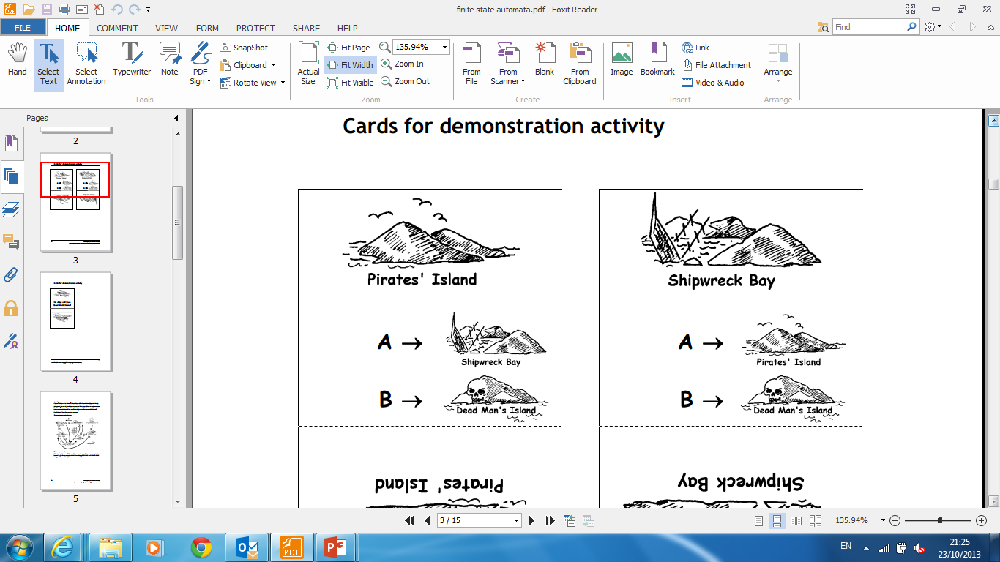 finite state automata.pdf - Foxit Reader
FILE HOME COMMENT VIEW FORM PROTECT SHARE HELP
Find
Hand
Select Text
Select Annotation
Typewriter
Note
PDF Sign
SnapShot
Clipboard
Rotate View
Tools
Actual Size
Fit Page
Fit Width
Fit Visible
135.94%
Zoom In
Zoom Out
Zoom
From File
From Scanner
Blank
From Clipboard
Create
Image
Bookmark
Link
File Attachment
Video & Audio
Insert
Arrange
Arrange
Pages
2
3
4
5
Cards for demonstration activity
Pirates' Island
A →
Shipwreck Bay
B →
Dead Man's Island
Pirates' Island
Shipwreck Bay
A →
Pirates' Island
B →
Dead Man's Island
Shipwreck Bay
3 / 15
135.94%
PDF
EN
21:25
23/10/2013